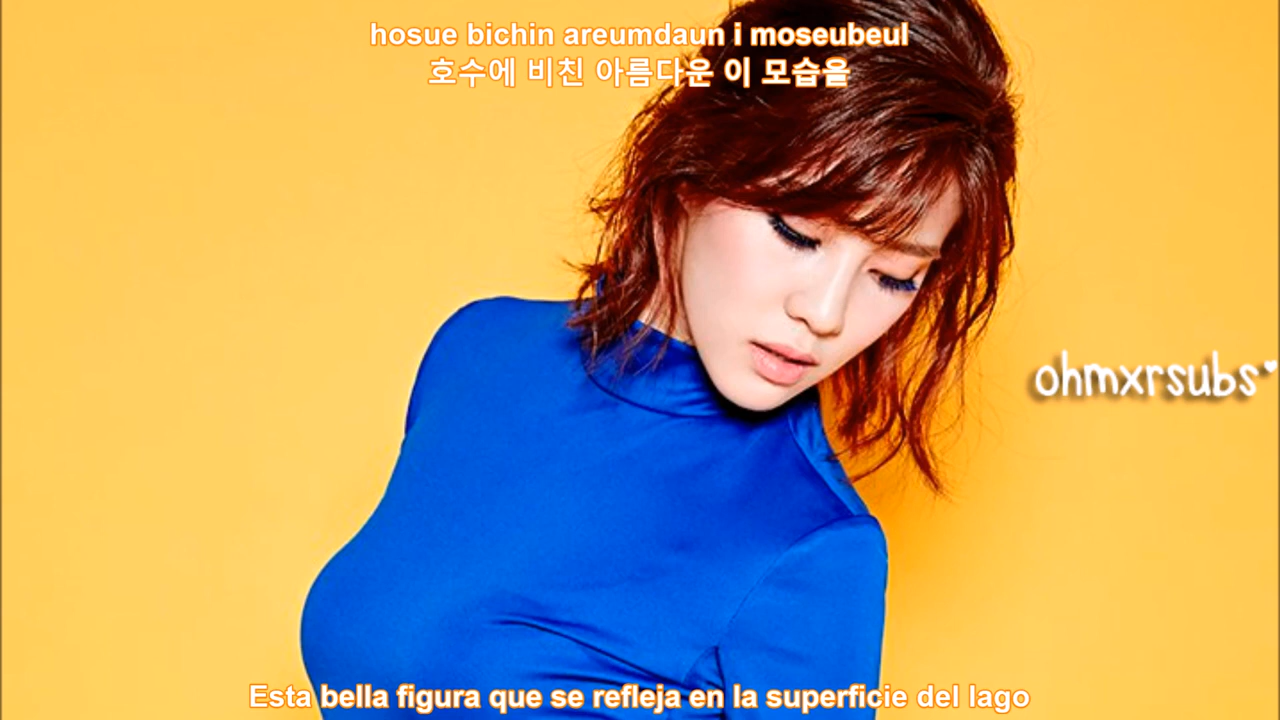 hosue bichin areumdaun i moseubeul
호수에 비친 아름다운 이 모습을
ohmxrsubs
Esta bella figura que se refleja en la superficie del lago